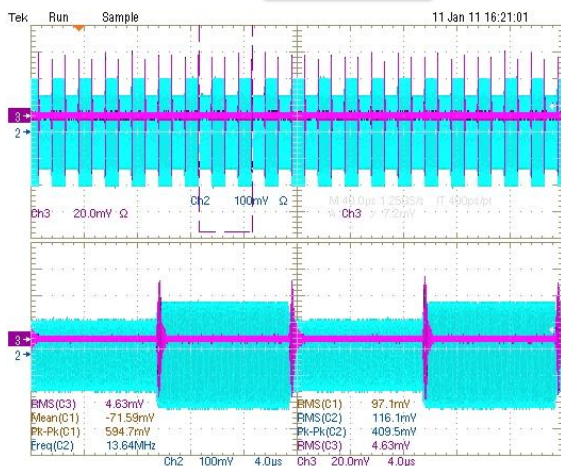 Tek Run Sample 11 Jan 11 16:21:01
3
2
Ch2 100mV Ω
Ch3 20.0mV Ω Ch3
3
2
RMS(C3) 4.63mV RMS(C1) 97.1mV
Mean(C1) -71.59mV RMS(C2) 116.1mV
Pk-Pk(C1) 594.7mV Pk-Pk(C2) 409.5mV
Freq(C2) 13.64MHz RMS(C3) 4.63mV
Ch2 100mV 4.0µs Ch3 20.0mV 4.0µs